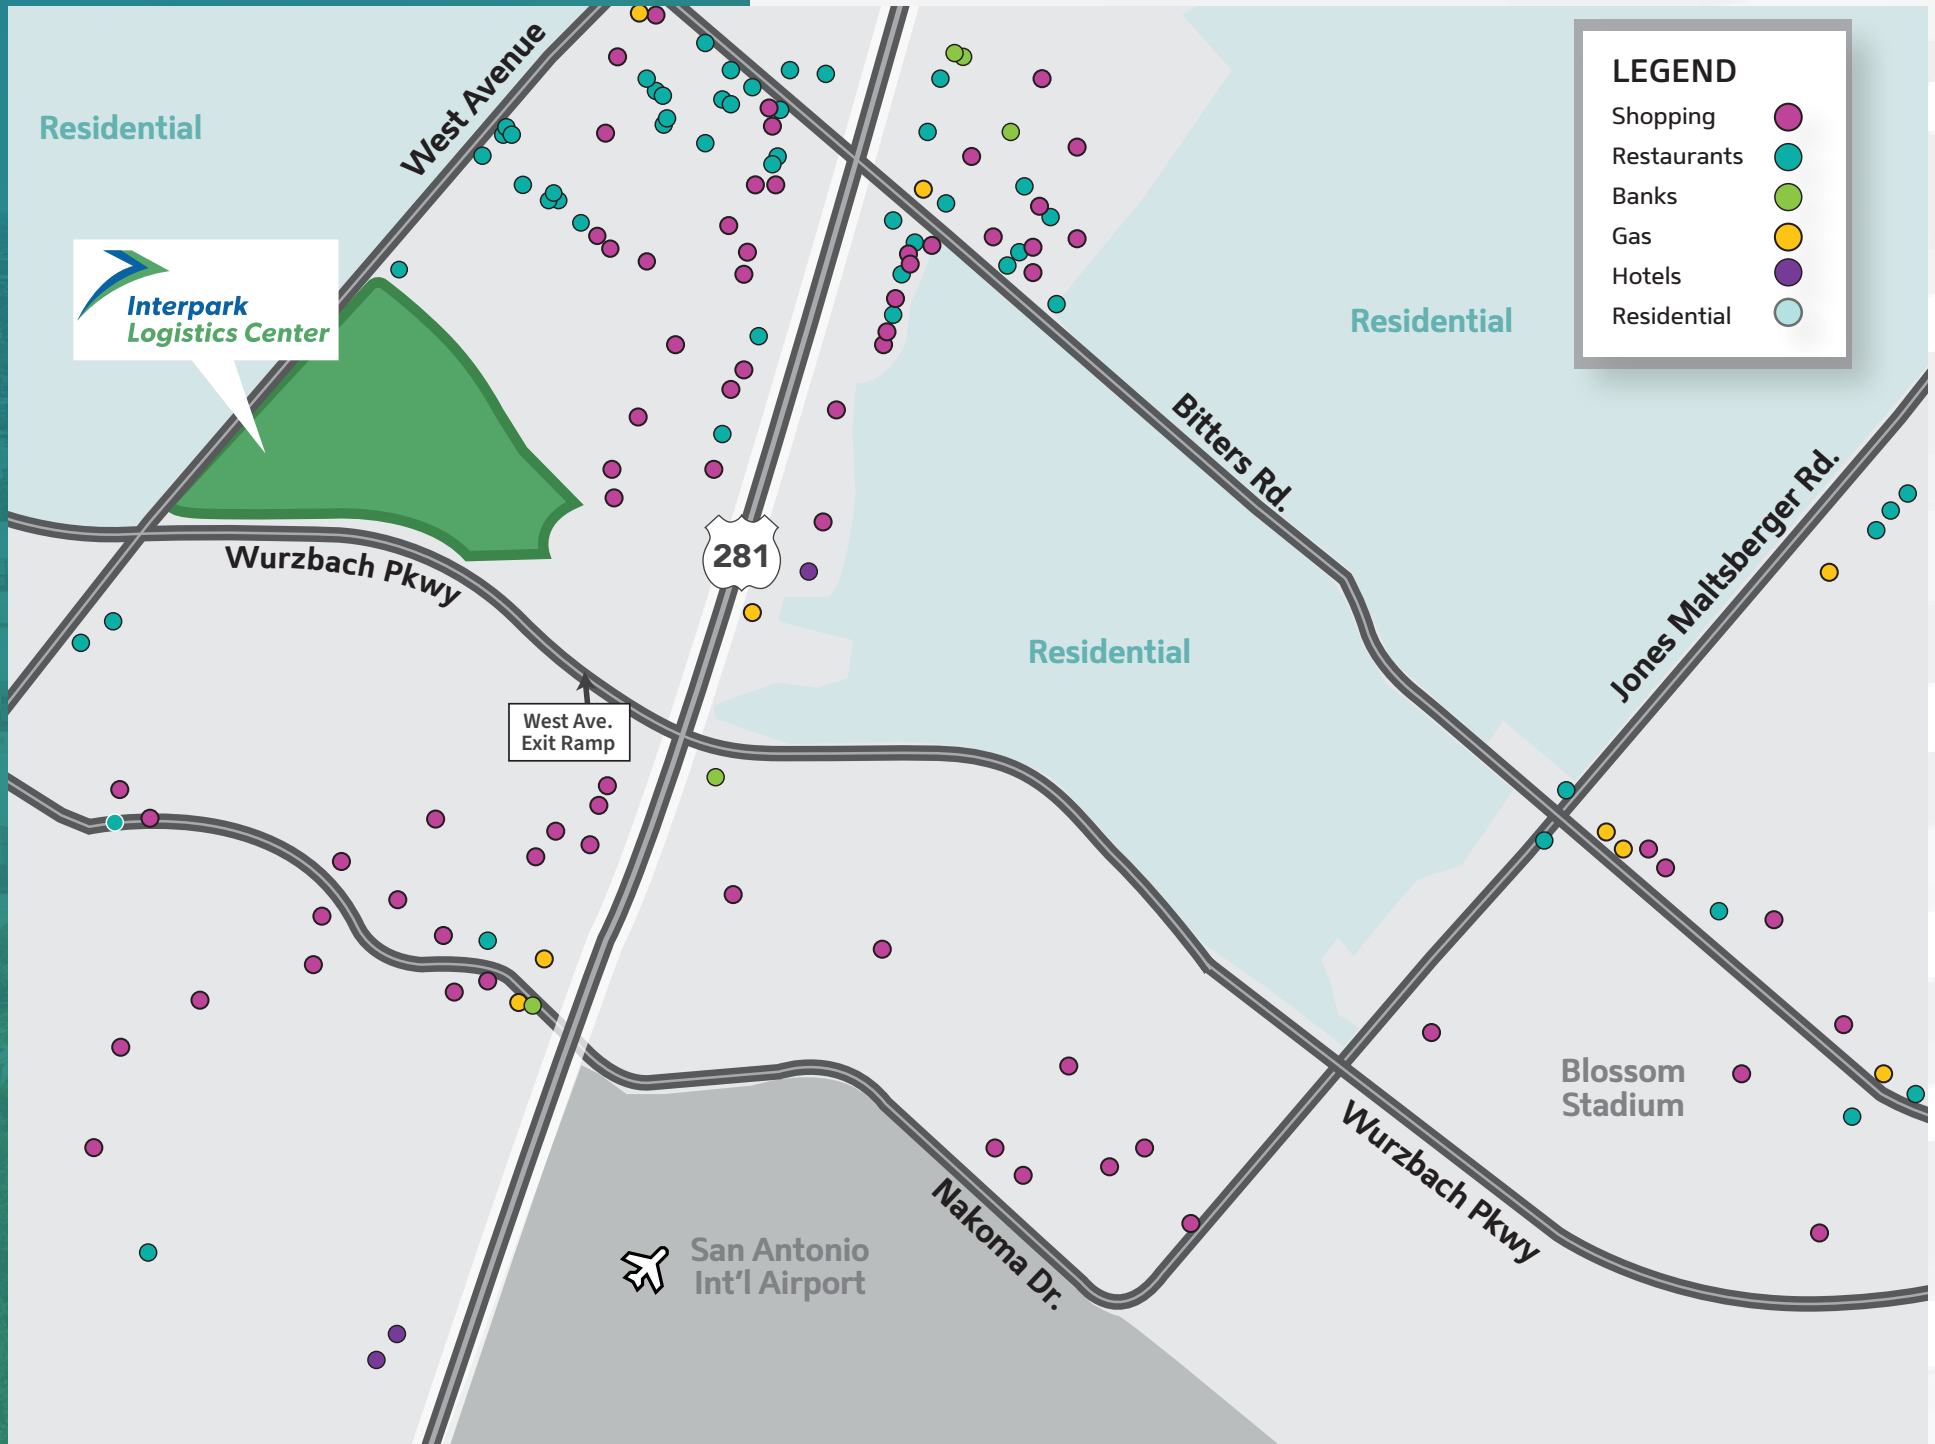 West Avenue
Residential
LEGEND
Shopping
Restaurants
Banks
Gas
Hotels
Residential
Interpark
Logistics Center
Residential
Bitters Rd.
Jones Maltsberger Rd.
281
Wurzbach Pkwy
Residential
West Ave.
Exit Ramp
Blossom
Stadium
Wurzbach Pkwy
Nakoma Dr.
San Antonio
Int'l Airport